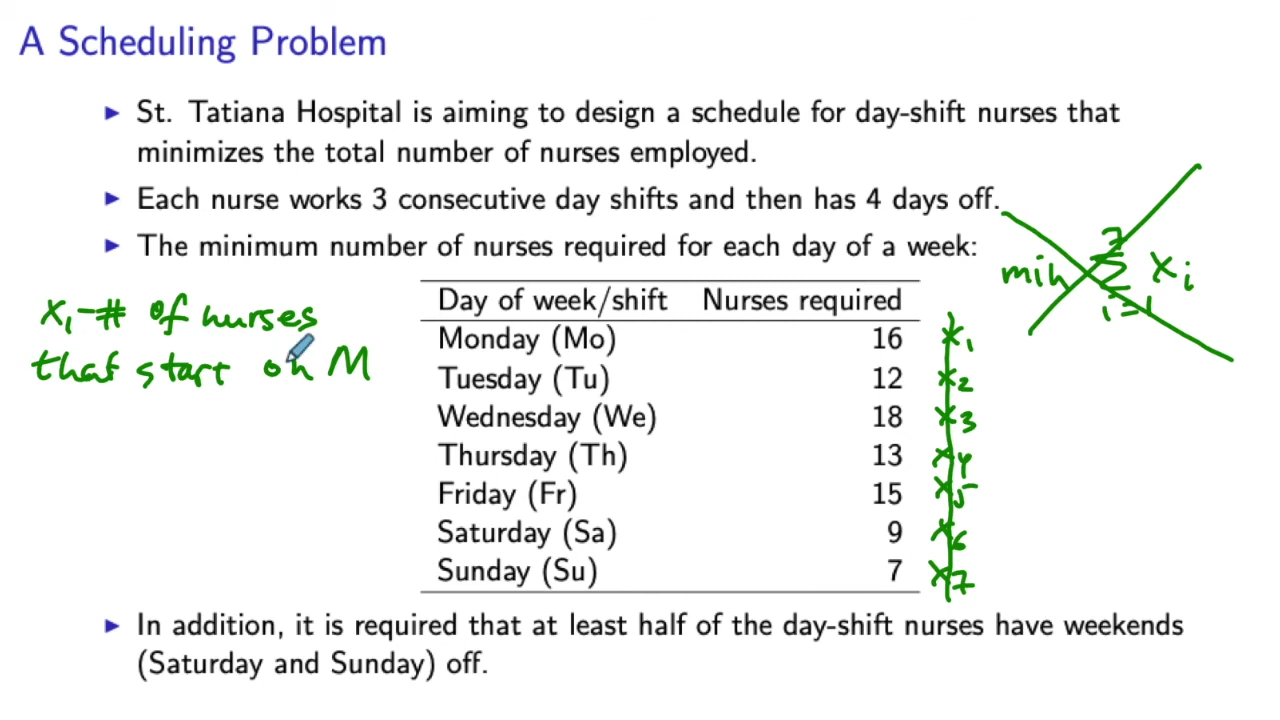 A Scheduling Problem
▶ St. Tatiana Hospital is aiming to design a schedule for day-shift nurses that
minimizes the total number of nurses employed.
▶ Each nurse works 3 consecutive day shifts and then has 4 days off.
▶ The minimum number of nurses required for each day of a week:
min 7 Σ i=1 xi
x1 - # of nurses
that start on M
Day of week/shift Nurses required
Monday (Mo) 16 x1
Tuesday (Tu) 12 x2
Wednesday (We) 18 x3
Thursday (Th) 13 x4
Friday (Fr) 15 x5
Saturday (Sa) 9 x6
Sunday (Su) 7 x7
▶ In addition, it is required that at least half of the day-shift nurses have weekends
(Saturday and Sunday) off.